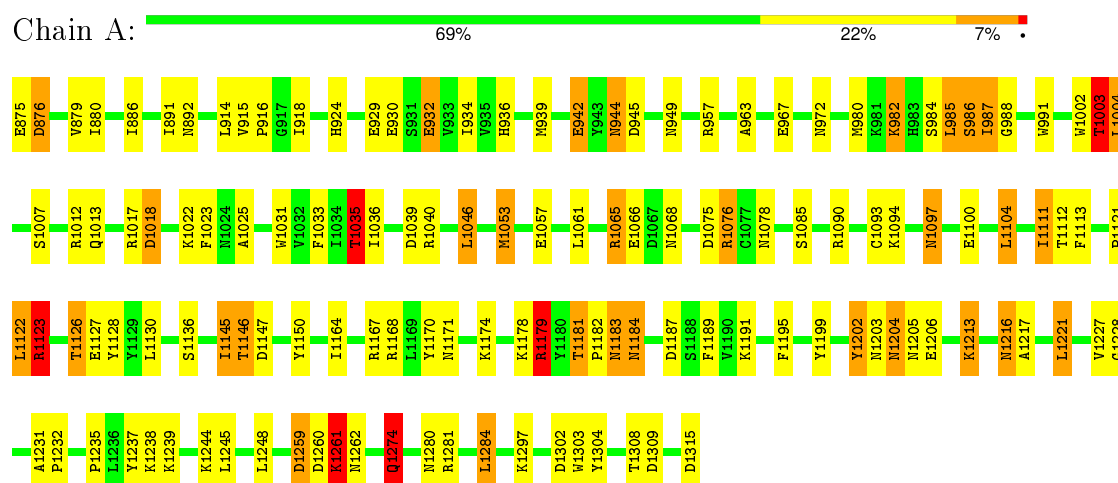 Chain A:
69% 22% 7% •
E875 D876 V879 I880 I886 I891 N892 L914 V915 P916 G917 I918 H924 E929 E930 S931 E932 V933 I934 V935 H936 M939 E942 Y943 N944 D945 N949 R957 A963 E967 N972 M980 K981 K982 H983 S984 L985 S986 I987 G988 W991 W1002 T1003 L1004
S1007 R1012 Q1013 R1017 D1018 K1022 F1023 N1024 A1025 W1031 V1032 F1033 I1034 T1035 I1036 D1039 R1040 L1046 M1053 E1057 L1061 R1065 E1066 D1067 N1068 D1075 R1076 C1077 N1078 S1085 R1090 C1093 K1094 N1097 E1100 L1104 I1111 T1112 F1113 P1121
L1122 R1123 T1126 E1127 Y1128 Y1129 L1130 S1136 I1145 T1146 D1147 Y1150 I1164 R1167 R1168 L1169 Y1170 N1171 K1174 K1178 R1179 Y1180 T1181 P1182 N1183 N1184 D1187 S1188 F1189 V1190 K1191 F1195 Y1199 Y1202 N1203 N1204 N1205 E1206 K1213 N1216 A1217 L1221 V1227 G1228
A1231 P1232 P1235 L1236 Y1237 K1238 K1239 K1244 L1245 L1248 D1259 D1260 K1261 N1262 Q1274 N1280 R1281 L1284 K1297 D1302 W1303 Y1304 T1308 D1309 D1315